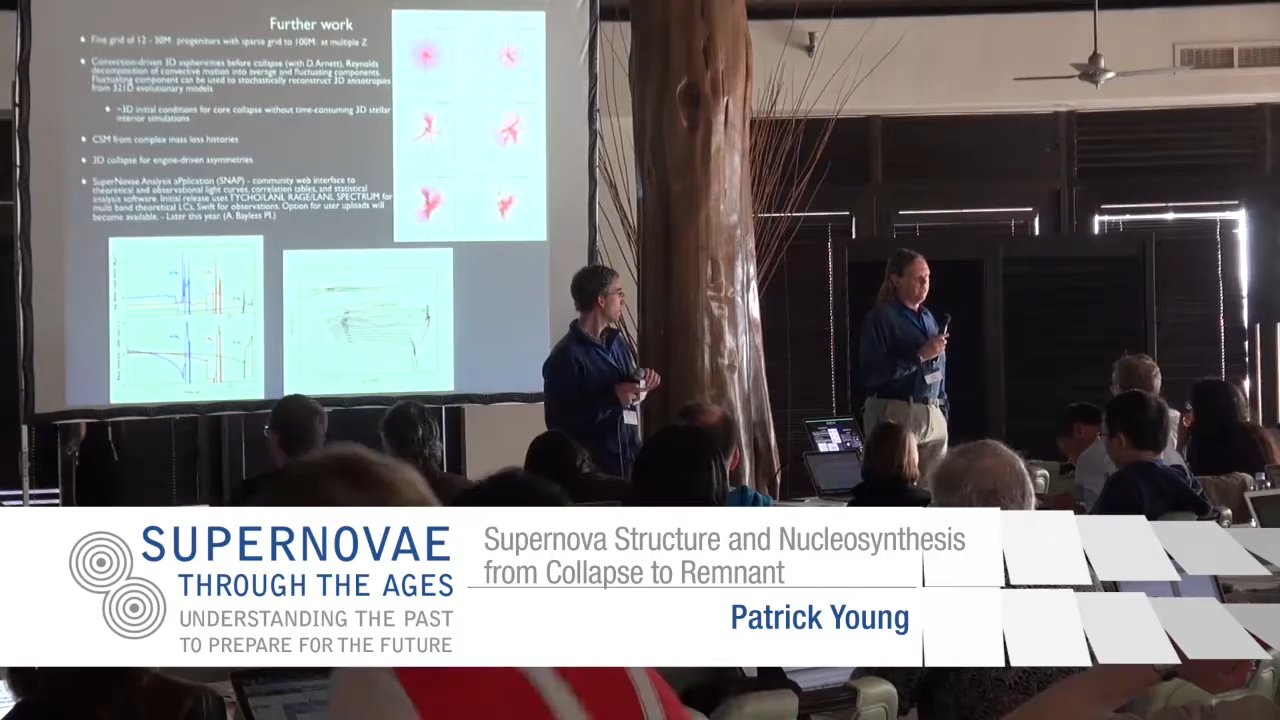 Further work
Fine grid of 12 - 30M progenitors with sparse grid to 100M at multiple Z
Convection-driven 3D asphericities before collapse (with D. Arnett), Reynolds
decomposition of convective motion into average and fluctuating components.
Fluctuating component can be used to stochastically reconstruct 3D anisotropies
from 321D evolutionary models
~3D initial conditions for core collapse without time-consuming 3D stellar
interior simulations
CSM from complex mass loss histories
3D collapse for engine-driven asymmetries
SuperNovae Analysis aPplication (SNAP) - community web interface to
theoretical and observational light curves, correlation tables, and statistical
analysis software. Initial release uses TYCHO/LANL RAGE/LANL SPECTRUM for
multi band theoretical LCs. Swift for observations. Option for user uploads will
become available. - Later this year. (A. Bayless PI.)
SUPERNOVAE
THROUGH THE AGES
UNDERSTANDING THE PAST
TO PREPARE FOR THE FUTURE
Supernova Structure and Nucleosynthesis
from Collapse to Remnant
Patrick Young